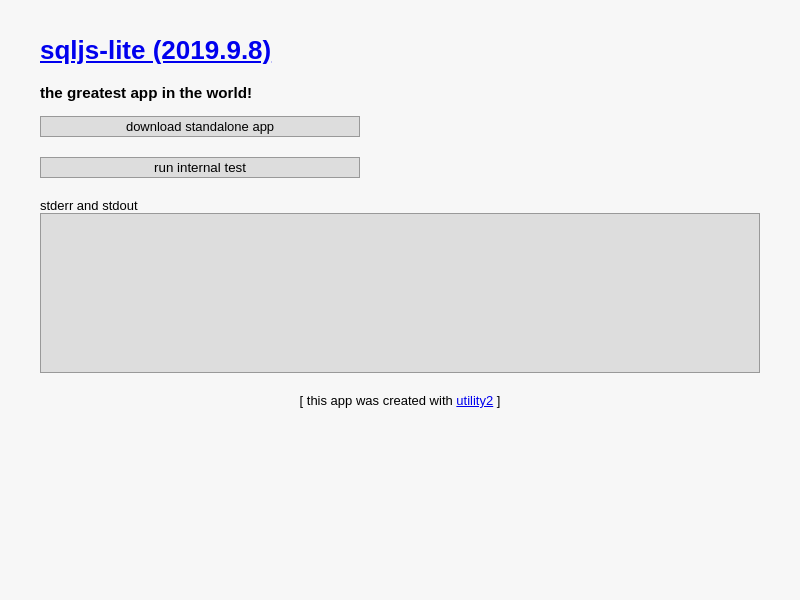 sqljs-lite (2019.9.8)
the greatest app in the world!
download standalone app
run internal test
stderr and stdout
[ this app was created with utility2 ]